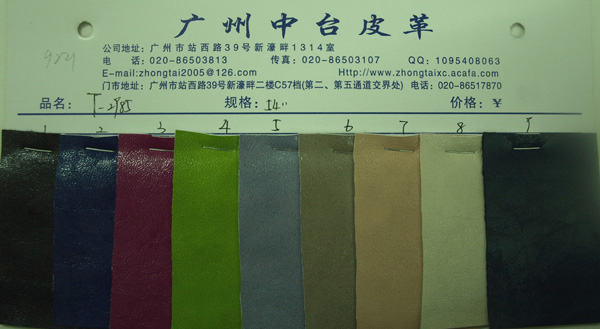 广州中台皮革
公司地址：广州市站西路39号新濠畔1314室
电 话：020-86503813 传真：020-86503107 QQ：1095408063
E-mail:zhongtai2005@126.com Http://www.zhongtaixc.acafa.com
门市地址：广州市站西路39号新濠畔二楼C57档(第二、第五通道交界处) 电话：020-86517870
品名：T-2985 规格：54" 价格：¥
1 2 3 4 5 6 7 8 9